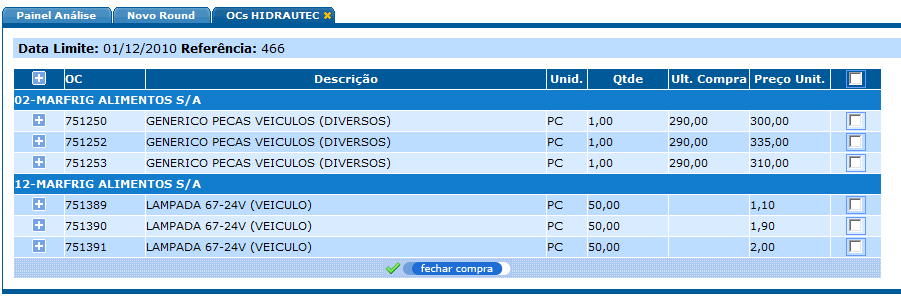 Painel Análise Novo Round OCs HIDRAUTEC x
Data Limite: 01/12/2010 Referência: 466
OC Descrição Unid. Qtde Ult. Compra Preço Unit.
02-MARFRIG ALIMENTOS S/A
751250 GENERICO PECAS VEICULOS (DIVERSOS) PC 1,00 290,00 300,00
751252 GENERICO PECAS VEICULOS (DIVERSOS) PC 1,00 290,00 335,00
751253 GENERICO PECAS VEICULOS (DIVERSOS) PC 1,00 290,00 310,00
12-MARFRIG ALIMENTOS S/A
751389 LAMPADA 67-24V (VEICULO) PC 50,00 1,10
751390 LAMPADA 67-24V (VEICULO) PC 50,00 1,90
751391 LAMPADA 67-24V (VEICULO) PC 50,00 2,00
fechar compra